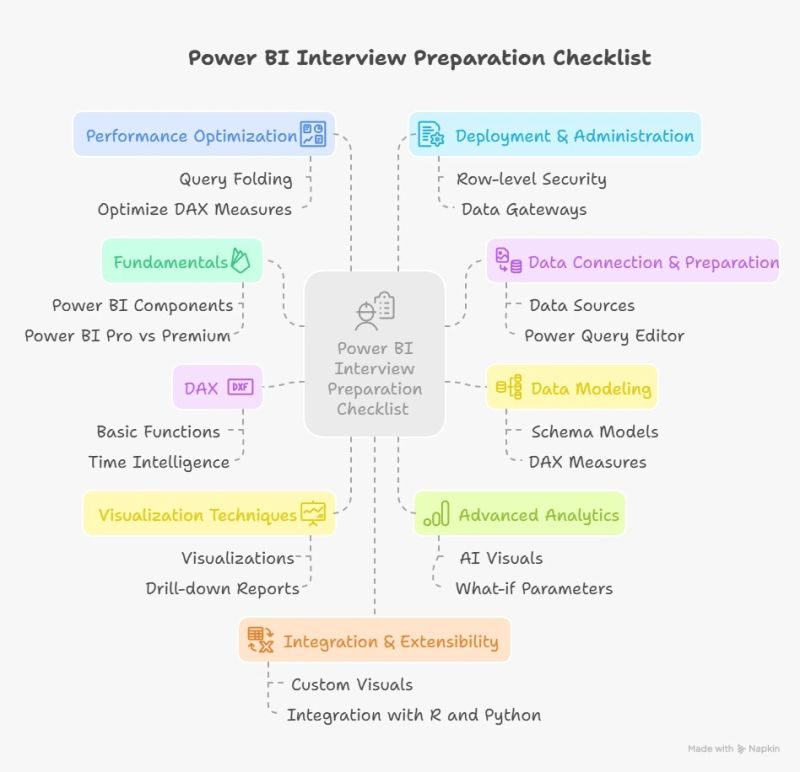 Power BI Interview Preparation Checklist
Performance Optimization
Query Folding
Optimize DAX Measures
Deployment & Administration
Row-level Security
Data Gateways
Fundamentals
Power BI Components
Power BI Pro vs Premium
Data Connection & Preparation
Data Sources
Power Query Editor
Power BI
Interview
Preparation
Checklist
DAX
DXF
Basic Functions
Time Intelligence
Data Modeling
Schema Models
DAX Measures
Visualization Techniques
Visualizations
Drill-down Reports
Advanced Analytics
AI Visuals
What-if Parameters
Integration & Extensibility
Custom Visuals
Integration with R and Python
Made with Napkin